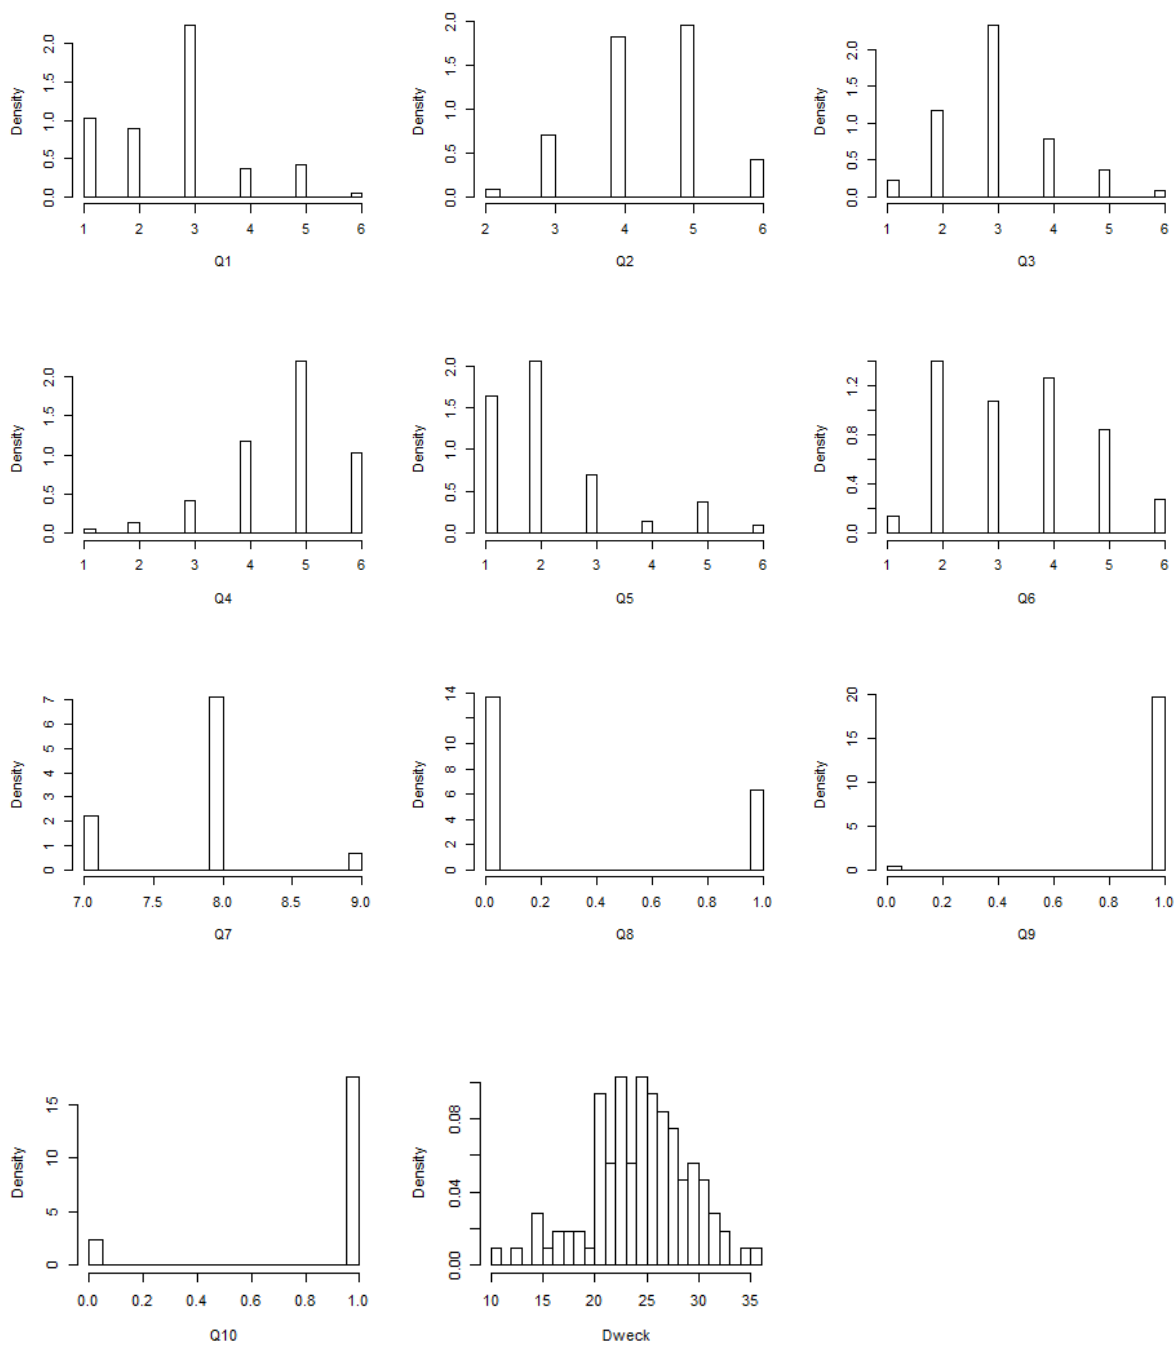 Density 0.0 0.5 1.0 1.5 2.0
1 2 3 4 5 6
Q1
Density 0.0 0.5 1.0 1.5 2.0
2 3 4 5 6
Q2
Density 0.0 0.5 1.0 1.5 2.0
1 2 3 4 5 6
Q3
Density 0.0 0.5 1.0 1.5 2.0
1 2 3 4 5 6
Q4
Density 0.0 0.5 1.0 1.5 2.0
1 2 3 4 5 6
Q5
Density 0.0 0.4 0.8 1.2
1 2 3 4 5 6
Q6
Density 0 1 2 3 4 5 6 7
7.0 7.5 8.0 8.5 9.0
Q7
Density 0 2 4 6 8 10 14
0.0 0.2 0.4 0.6 0.8 1.0
Q8
Density 0 5 10 15 20
0.0 0.2 0.4 0.6 0.8 1.0
Q9
Density 0 5 10 15
0.0 0.2 0.4 0.6 0.8 1.0
Q10
Density 0.00 0.04 0.08
10 15 20 25 30 35
Dweck